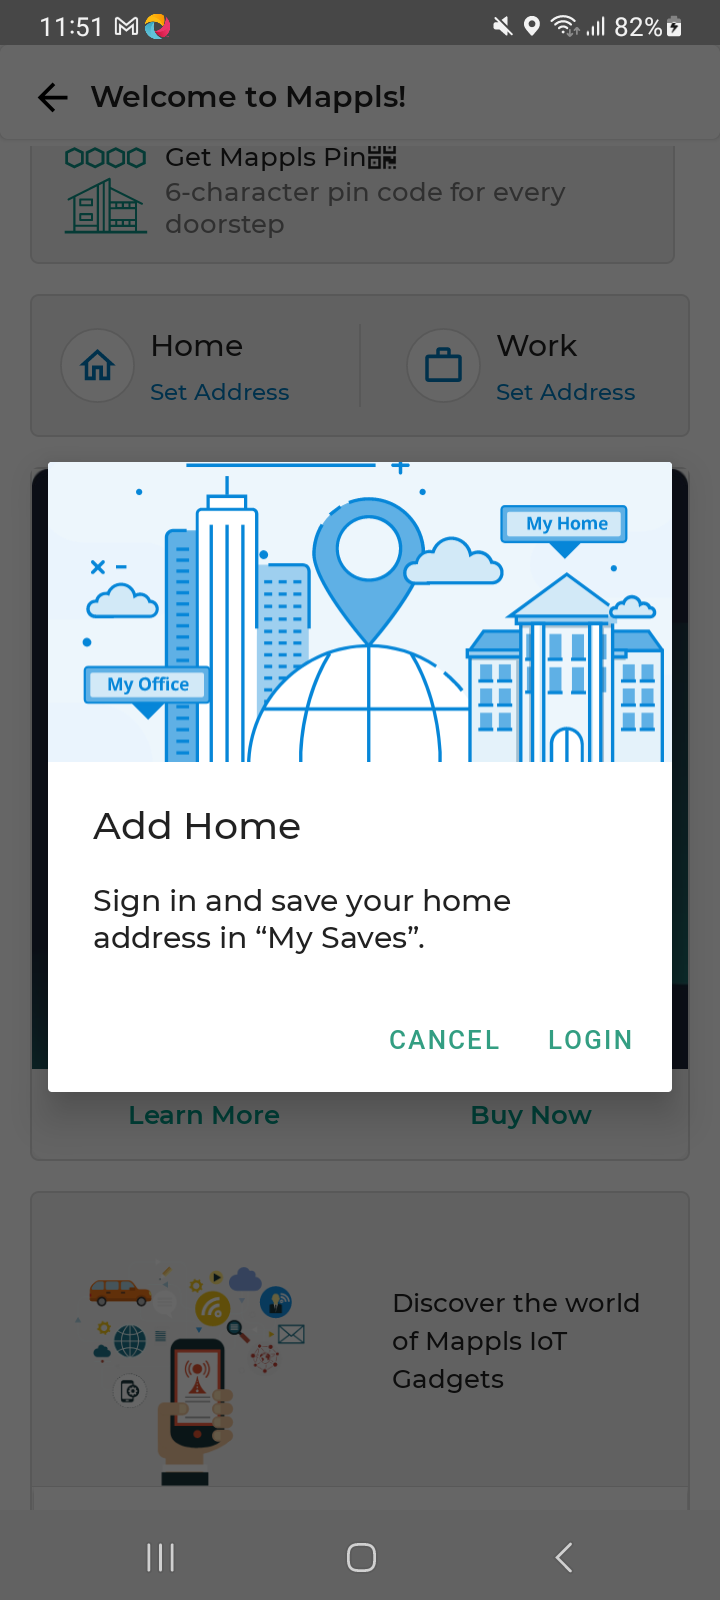 11:51
82%
Welcome to Mappls!
Get Mappls Pin
6-character pin code for every
doorstep
Home
Set Address
Work
Set Address
My Home
My Office
Add Home
Sign in and save your home
address in “My Saves”.
CANCEL
LOGIN
Learn More
Buy Now
Discover the world
of Mappls IoT
Gadgets